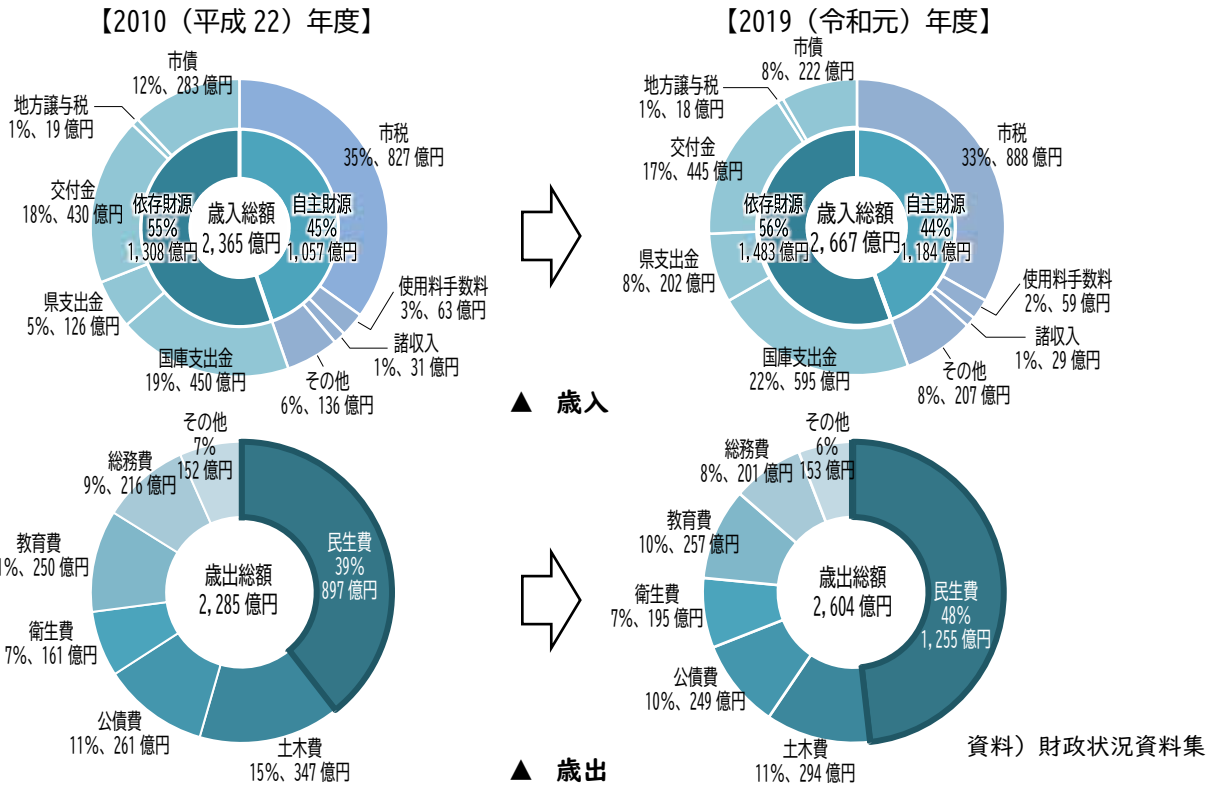 【2010（平成 22）年度】
市債
12%、283 億円
地方譲与税
1%、19 億円
交付金
18%、430 億円
県支出金
5%、126 億円
国庫支出金
19%、450 億円
その他
6%、136 億円
諸収入
1%、31 億円
使用料手数料
3%、63 億円
市税
35%、827 億円
依存財源
55%
1,308 億円
歳入総額
2,365 億円
自主財源
45%
1,057 億円
【2019（令和元）年度】
市債
8%、222 億円
地方譲与税
1%、18 億円
交付金
17%、445 億円
県支出金
8%、202 億円
国庫支出金
22%、595 億円
その他
8%、207 億円
諸収入
1%、29 億円
使用料手数料
2%、59 億円
市税
33%、888 億円
依存財源
56%
1,483 億円
歳入総額
2,667 億円
自主財源
44%
1,184 億円
▲ 歳入
その他
7%
152 億円
総務費
9%、216 億円
教育費
1%、250 億円
衛生費
7%、161 億円
公債費
11%、261 億円
土木費
15%、347 億円
民生費
39%
897 億円
歳出総額
2,285 億円
その他
6%
153 億円
総務費
8%、201 億円
教育費
10%、257 億円
衛生費
7%、195 億円
公債費
10%、249 億円
土木費
11%、294 億円
民生費
48%
1,255 億円
歳出総額
2,604 億円
▲ 歳出
資料）財政状況資料集